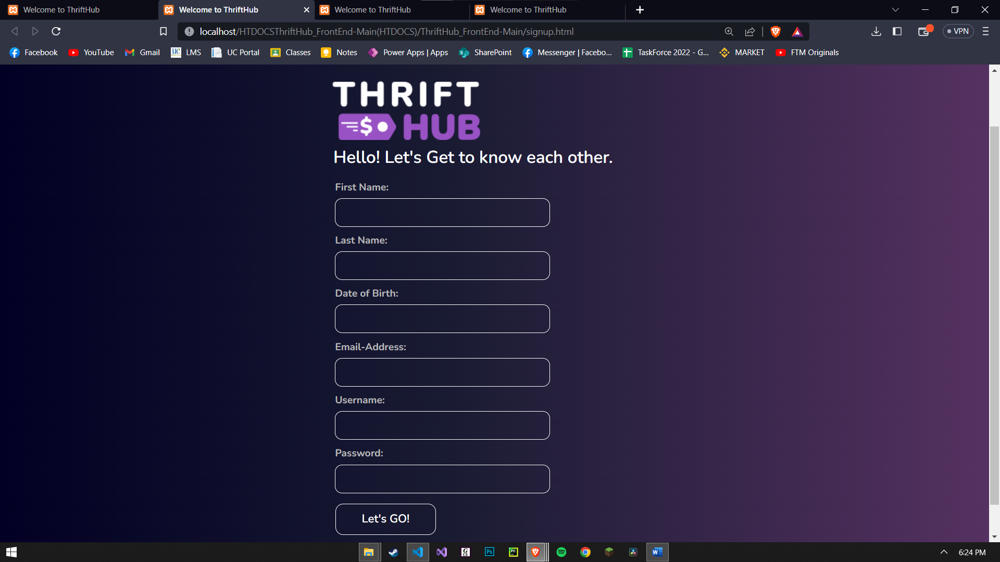 Welcome to ThriftHub
Welcome to ThriftHub
Welcome to ThriftHub
Welcome to ThriftHub
localhost/HTDOCSThriftHub_FrontEnd-Main(HTDOCS)/ThriftHub_FrontEnd-Main/signup.html
VPN
Facebook
YouTube
Gmail
UC
LMS
UC Portal
Classes
Notes
Power Apps | Apps
SharePoint
Messenger | Facebo...
TaskForce 2022 - G...
MARKET
FTM Originals
THRIFT
$ HUB
Hello! Let's Get to know each other.
First Name:
Last Name:
Date of Birth:
Email-Address:
Username:
Password:
Let's GO!
Ps
PC
W
6:24 PM